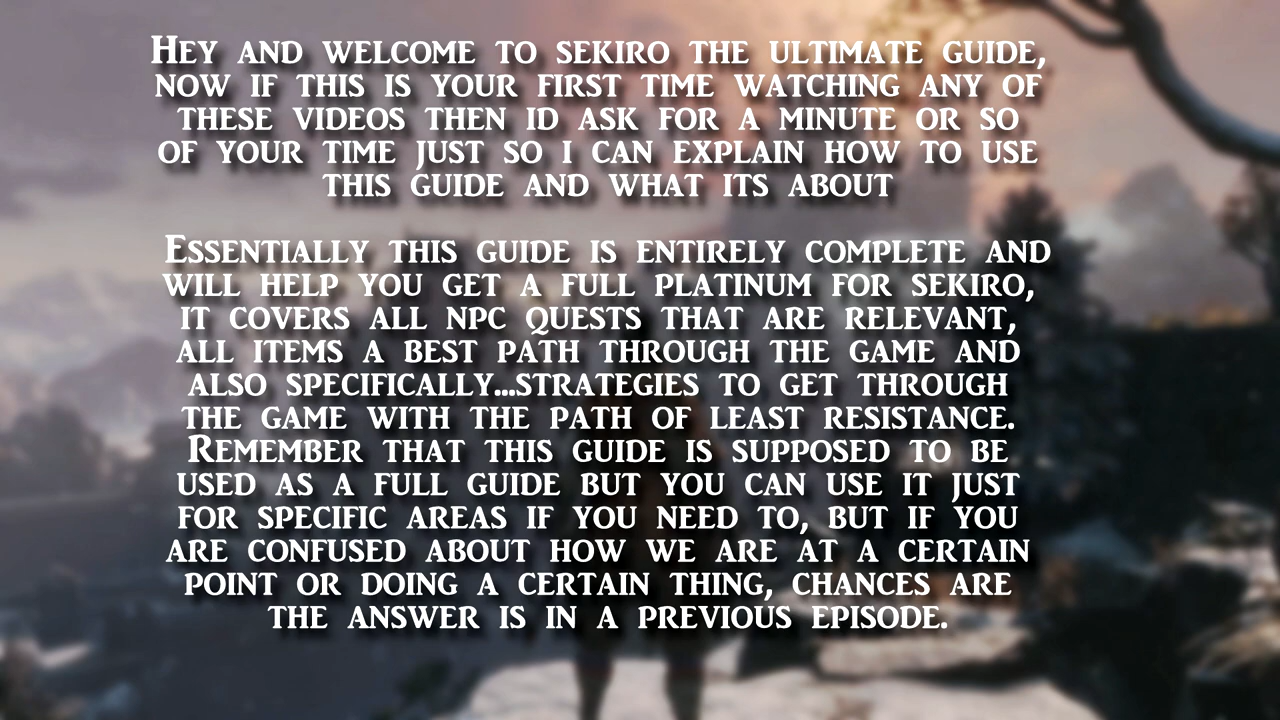 Hey and welcome to sekiro the ultimate guide,
now if this is your first time watching any of
these videos then id ask for a minute or so
of your time just so i can explain how to use
this guide and what its about
Essentially this guide is entirely complete and
will help you get a full platinum for sekiro,
it covers all npc quests that are relevant,
all items a best path through the game and
also specifically...strategies to get through
the game with the path of least resistance.
Remember that this guide is supposed to be
used as a full guide but you can use it just
for specific areas if you need to, but if you
are confused about how we are at a certain
point or doing a certain thing, chances are
the answer is in a previous episode.